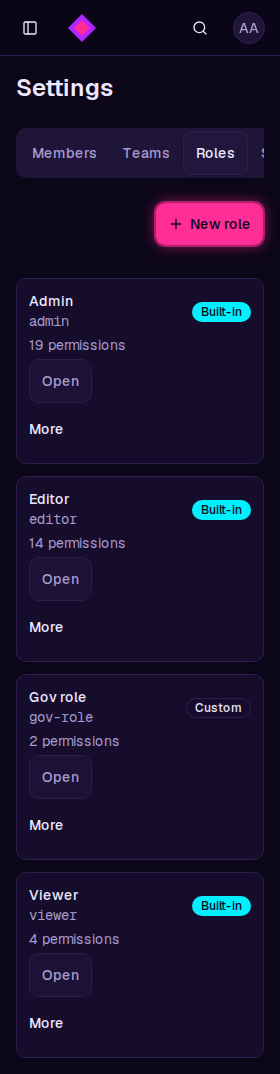 AA
Settings
Members Teams Roles
+ New role
Admin
admin
Built-in
19 permissions
Open
More
Editor
editor
Built-in
14 permissions
Open
More
Gov role
gov-role
Custom
2 permissions
Open
More
Viewer
viewer
Built-in
4 permissions
Open
More